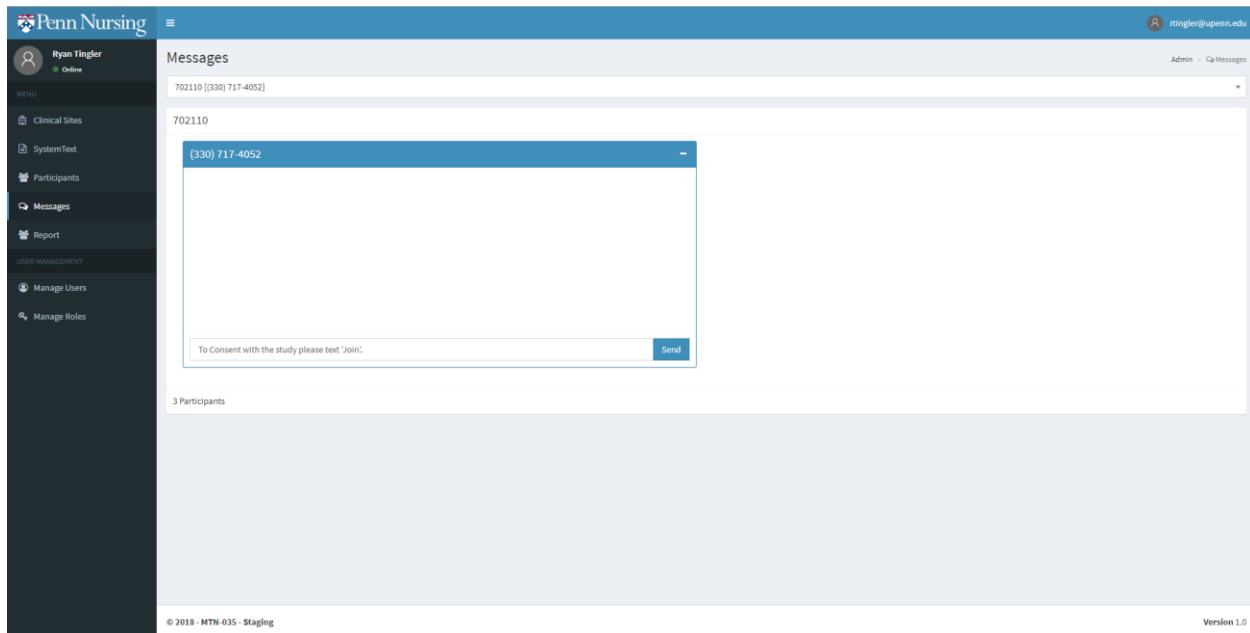 Penn Nursing
rtingler@upenn.edu
Ryan Tingler
Online
Messages
Admin > Messages
MENU
702110 [(330) 717-4052]
Clinical Sites
702110
SystemText
(330) 717-4052
Participants
Messages
Report
USER MANAGEMENT
Manage Users
Manage Roles
To Consent with the study please text 'Join'.
Send
3 Participants
© 2018 - MTN-035 - Staging
Version 1.0